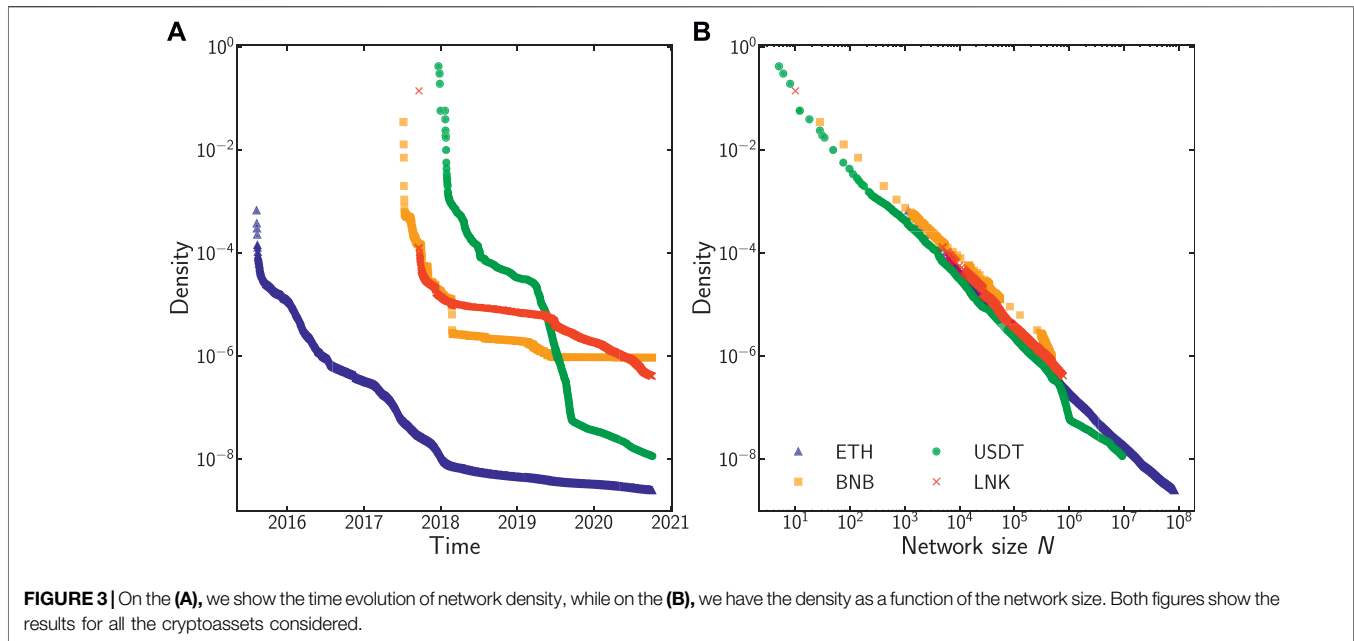 A
B
10^0
10^-2
10^-4
10^-6
10^-8
Density
2016 2017 2018 2019 2020 2021
Time
10^0
10^-2
10^-4
10^-6
10^-8
Density
ETH USDT
BNB LNK
10^1 10^2 10^3 10^4 10^5 10^6 10^7 10^8
Network size N
FIGURE 3 | On the (A), we show the time evolution of network density, while on the (B), we have the density as a function of the network size. Both figures show the
results for all the cryptoassets considered.